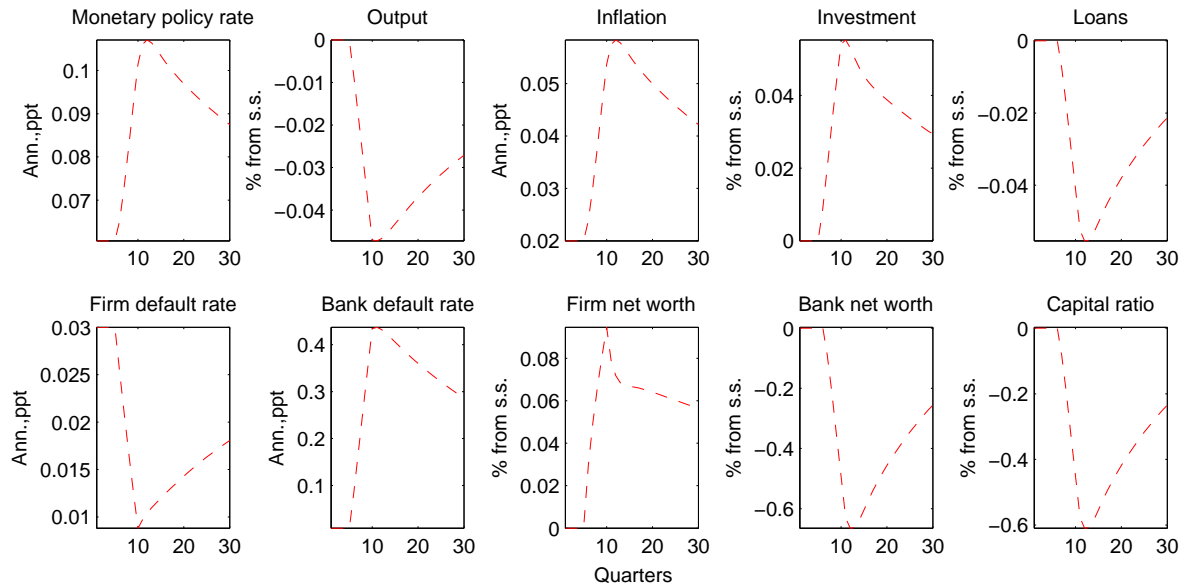 Monetary policy rate
Output
Inflation
Investment
Loans
Ann.,ppt
0.1
0.09
0.08
0.07
10 20 30
% from s.s.
0
−0.01
−0.02
−0.03
−0.04
10 20 30
Ann.,ppt
0.05
0.04
0.03
0.02
10 20 30
% from s.s.
0.04
0.02
0
10 20 30
% from s.s.
0
−0.02
−0.04
10 20 30
Firm default rate
Bank default rate
Firm net worth
Bank net worth
Capital ratio
Ann.,ppt
0.03
0.025
0.02
0.015
0.01
10 20 30
Ann.,ppt
0.4
0.3
0.2
0.1
10 20 30
% from s.s.
0.08
0.06
0.04
0.02
0
10 20 30
% from s.s.
0
−0.2
−0.4
−0.6
10 20 30
% from s.s.
0
−0.2
−0.4
−0.6
10 20 30
Quarters